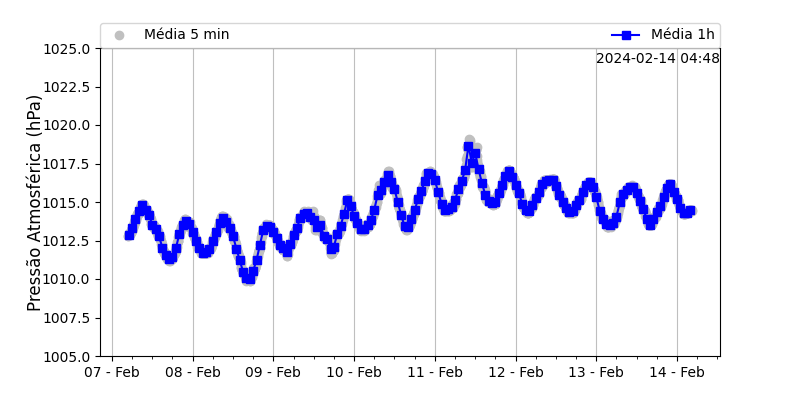 Média 5 min
Média 1h
2024-02-14 04:48
Pressão Atmosférica (hPa)
1025.0
1022.5
1020.0
1017.5
1015.0
1012.5
1010.0
1007.5
1005.0
07 - Feb
08 - Feb
09 - Feb
10 - Feb
11 - Feb
12 - Feb
13 - Feb
14 - Feb